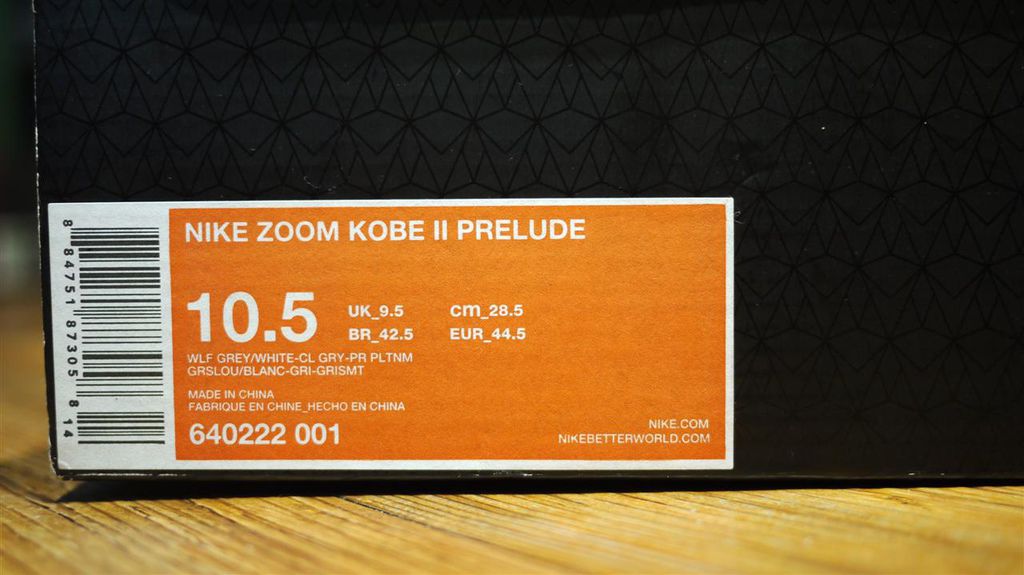 NIKE ZOOM KOBE II PRELUDE
10.5
UK_9.5 cm_28.5
BR_42.5 EUR_44.5
WLF GREY/WHITE-CL GRY-PR PLTNM
GRSLOU/BLANC-GRI-GRISMT
MADE IN CHINA
FABRIQUE EN CHINE_HECHO EN CHINA
640222 001
NIKE.COM
NIKEBETTERWORLD.COM
8 84751 87305 8 14